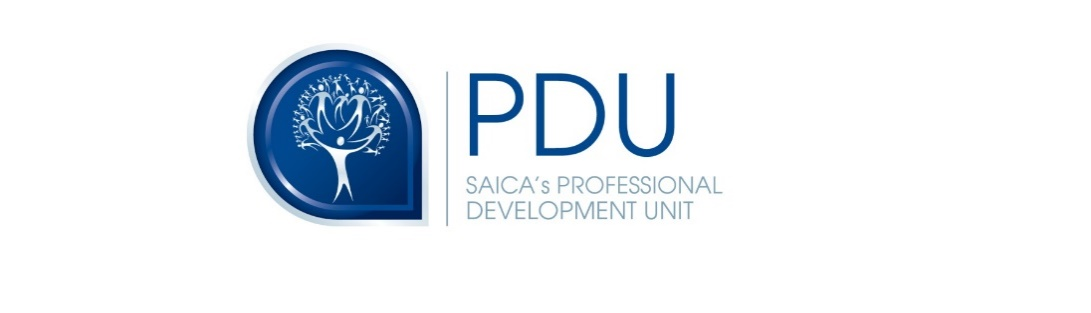 PDU
SAICA's PROFESSIONAL
DEVELOPMENT UNIT